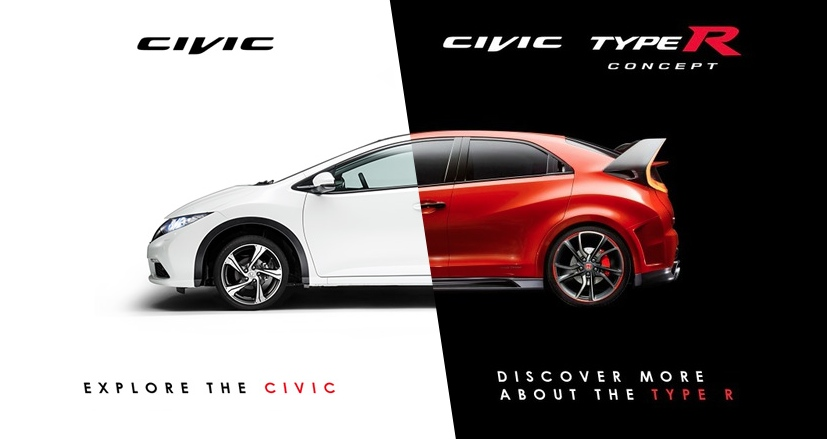 CIVIC
CIVIC TYPE R
CONCEPT
EXPLORE THE CIVIC
DISCOVER MORE
ABOUT THE TYPE R